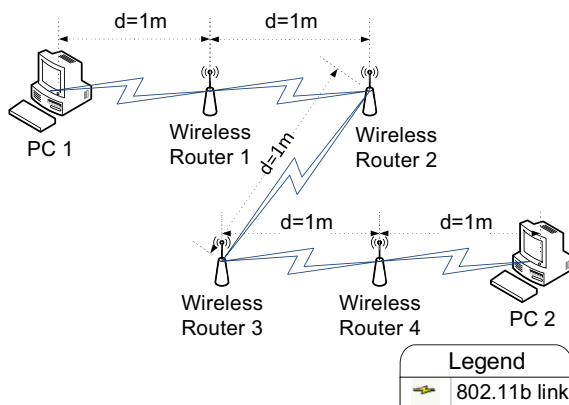 d=1m
d=1m
PC 1
Wireless
Router 1
Wireless
Router 2
d=1m
d=1m
d=1m
Wireless
Router 3
Wireless
Router 4
PC 2
Legend
802.11b link